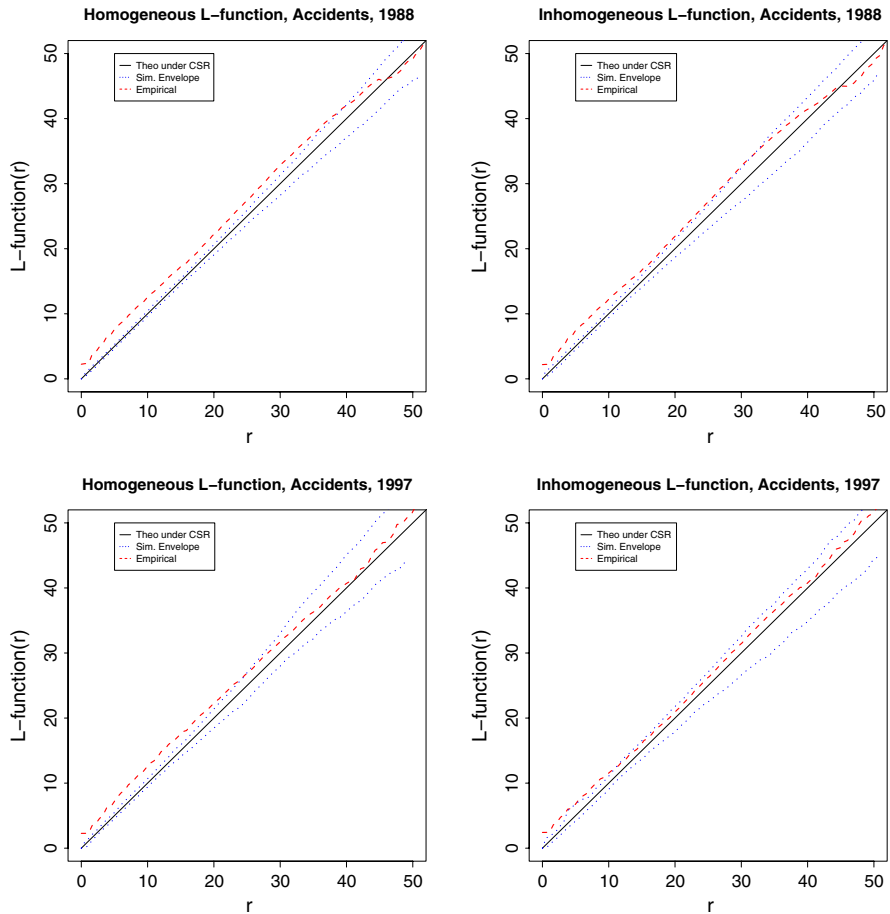 Homogeneous L−function, Accidents, 1988
Theo under CSR
Sim. Envelope
Empirical
L−function(r)
0 10 20 30 40 50
0 10 20 30 40 50
r
Inhomogeneous L−function, Accidents, 1988
Theo under CSR
Sim. Envelope
Empirical
L−function(r)
0 10 20 30 40 50
0 10 20 30 40 50
r
Homogeneous L−function, Accidents, 1997
Theo under CSR
Sim. Envelope
Empirical
L−function(r)
0 10 20 30 40 50
0 10 20 30 40 50
r
Inhomogeneous L−function, Accidents, 1997
Theo under CSR
Sim. Envelope
Empirical
L−function(r)
0 10 20 30 40 50
0 10 20 30 40 50
r